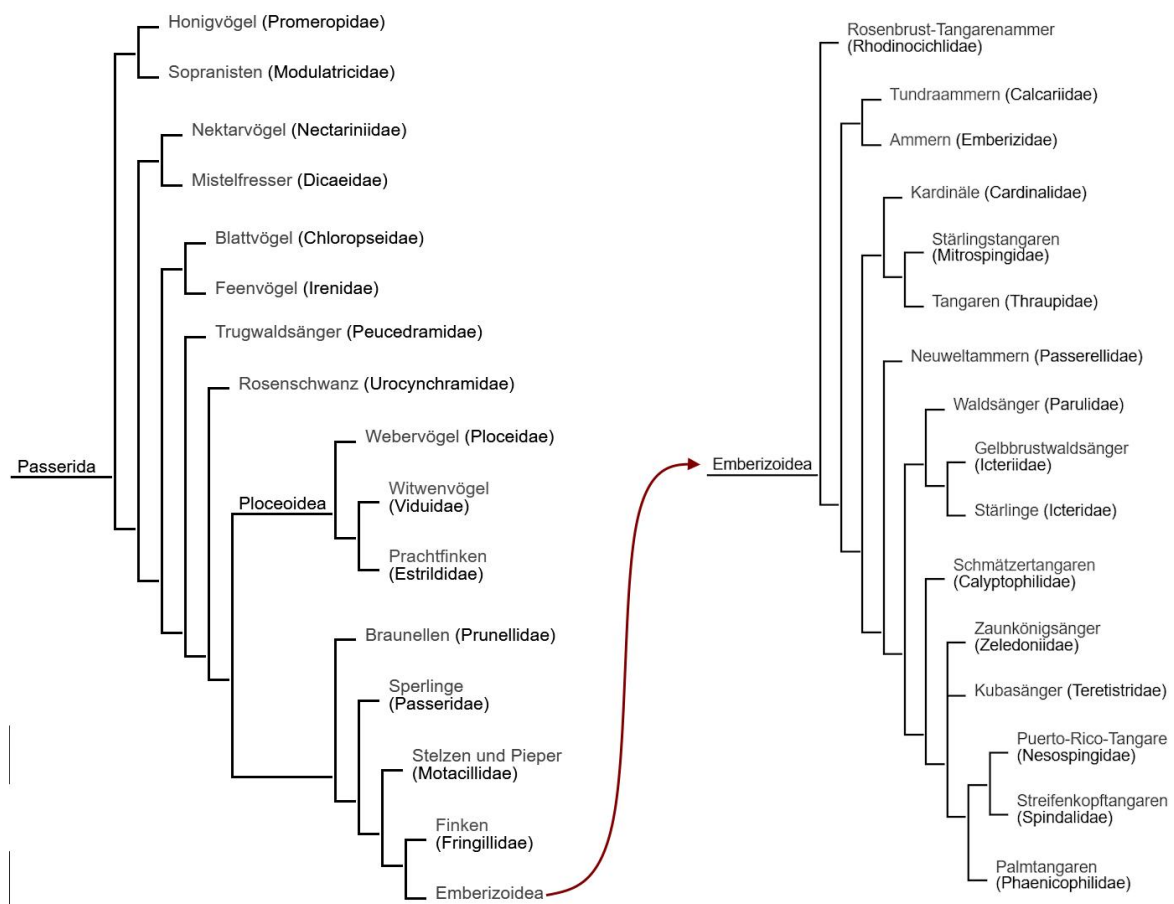 Honigvögel (Promeropidae)
Sopranisten (Modulatricidae)
Nektarvögel (Nectariniidae)
Mistelfresser (Dicaeidae)
Blattvögel (Chloropseidae)
Feenvögel (Irenidae)
Trugwaldsänger (Peucedramidae)
Rosenschwanz (Urocynchramidae)
Webervögel (Ploceidae)
Passerida
Witwenvögel
(Viduidae)
Ploceoidea
Prachtfinken
(Estrildidae)
Braunellen (Prunellidae)
Sperlinge
(Passeridae)
Stelzen und Pieper
(Motacillidae)
Finken
(Fringillidae)
Emberizoidea
Rosenbrust-Tangarenammer
(Rhodinocichlidae)
Tundraammern (Calcariidae)
Ammern (Emberizidae)
Kardinäle (Cardinalidae)
Stärlingstangaren
(Mitrospingidae)
Tangaren (Thraupidae)
Neuweltammern (Passerellidae)
Waldsänger (Parulidae)
Gelbbrustwaldsänger
(Icteriidae)
Emberizoidea
Stärlinge (Icteridae)
Schmätzertangaren
(Calyptophilidae)
Zaunkönigsänger
(Zeledoniidae)
Kubasänger (Teretistridae)
Puerto-Rico-Tangare
(Nesospingidae)
Streifenkopftangaren
(Spindalidae)
Palmtangaren
(Phaenicophilidae)